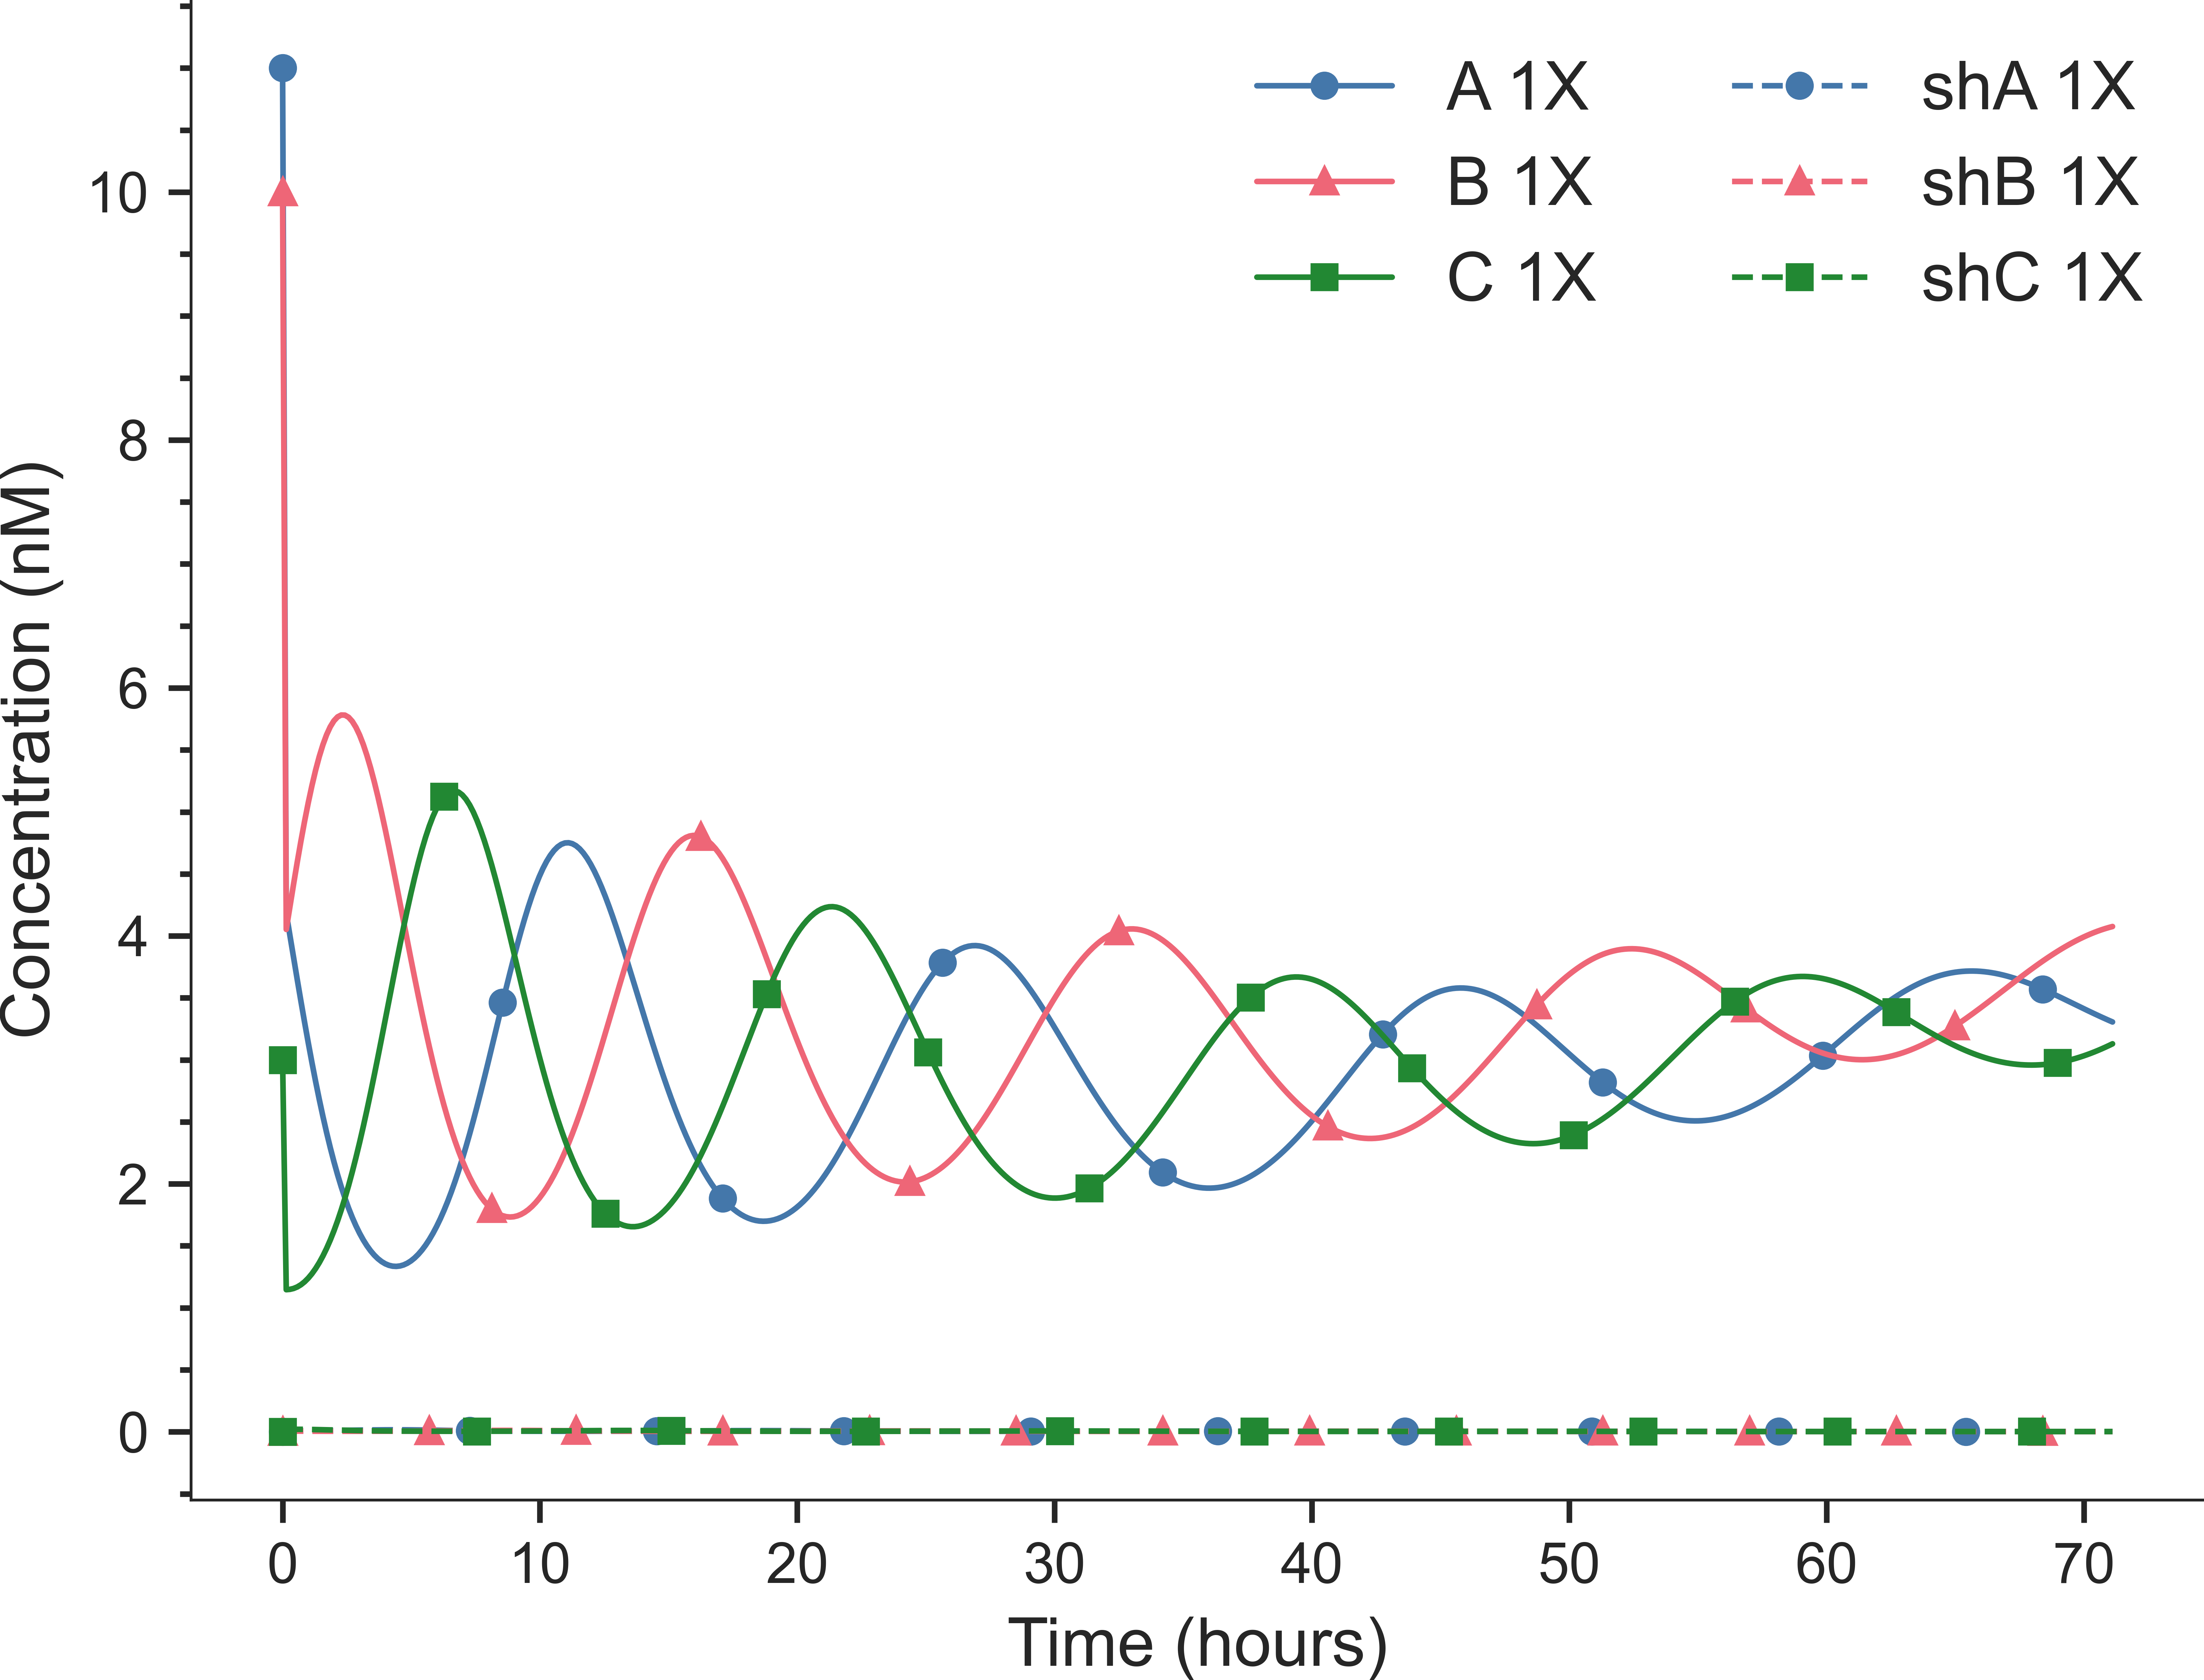 A 1X
shA 1X
B 1X
shB 1X
C 1X
shC 1X
Concentration (nM)
10
8
6
4
2
0
0 10 20 30 40 50 60 70
Time (hours)